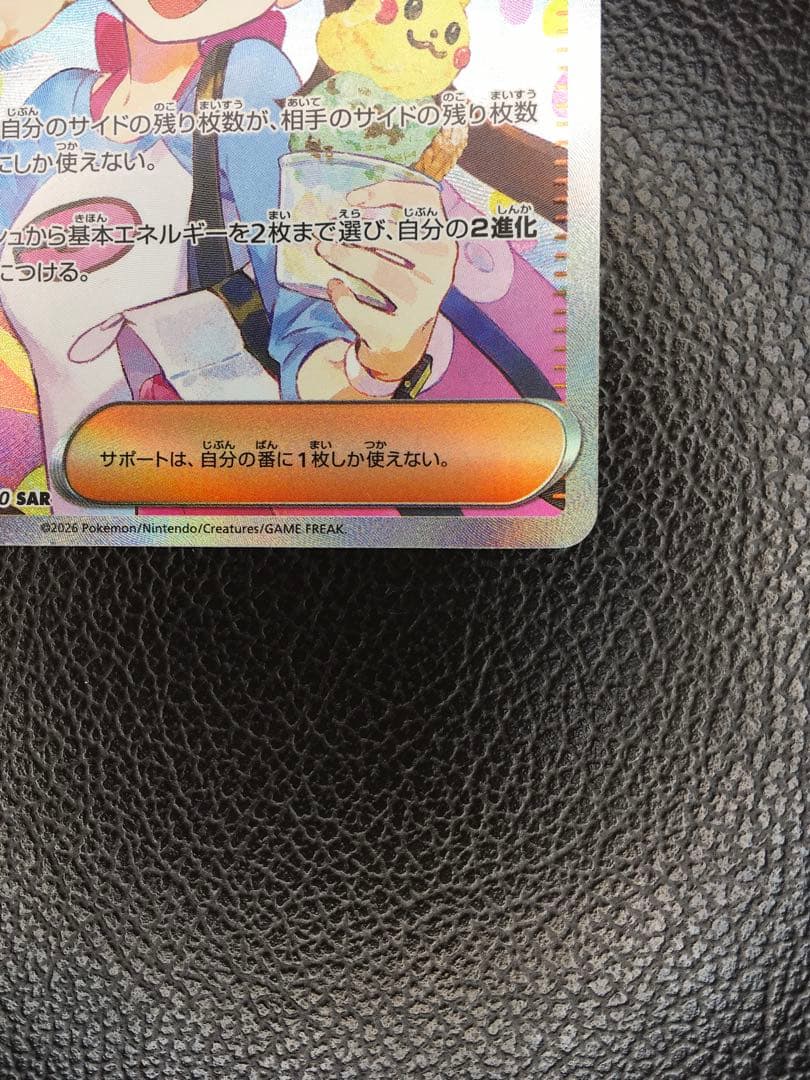 自分のサイドの残り枚数が、相手のサイドの残り枚数
にしか使えない。
シュから基本エネルギーを2枚まで選び、自分の2進化
につける。
サポートは、自分の番に1枚しか使えない。
0 SAR
©2026 Pokémon/Nintendo/Creatures/GAME FREAK.